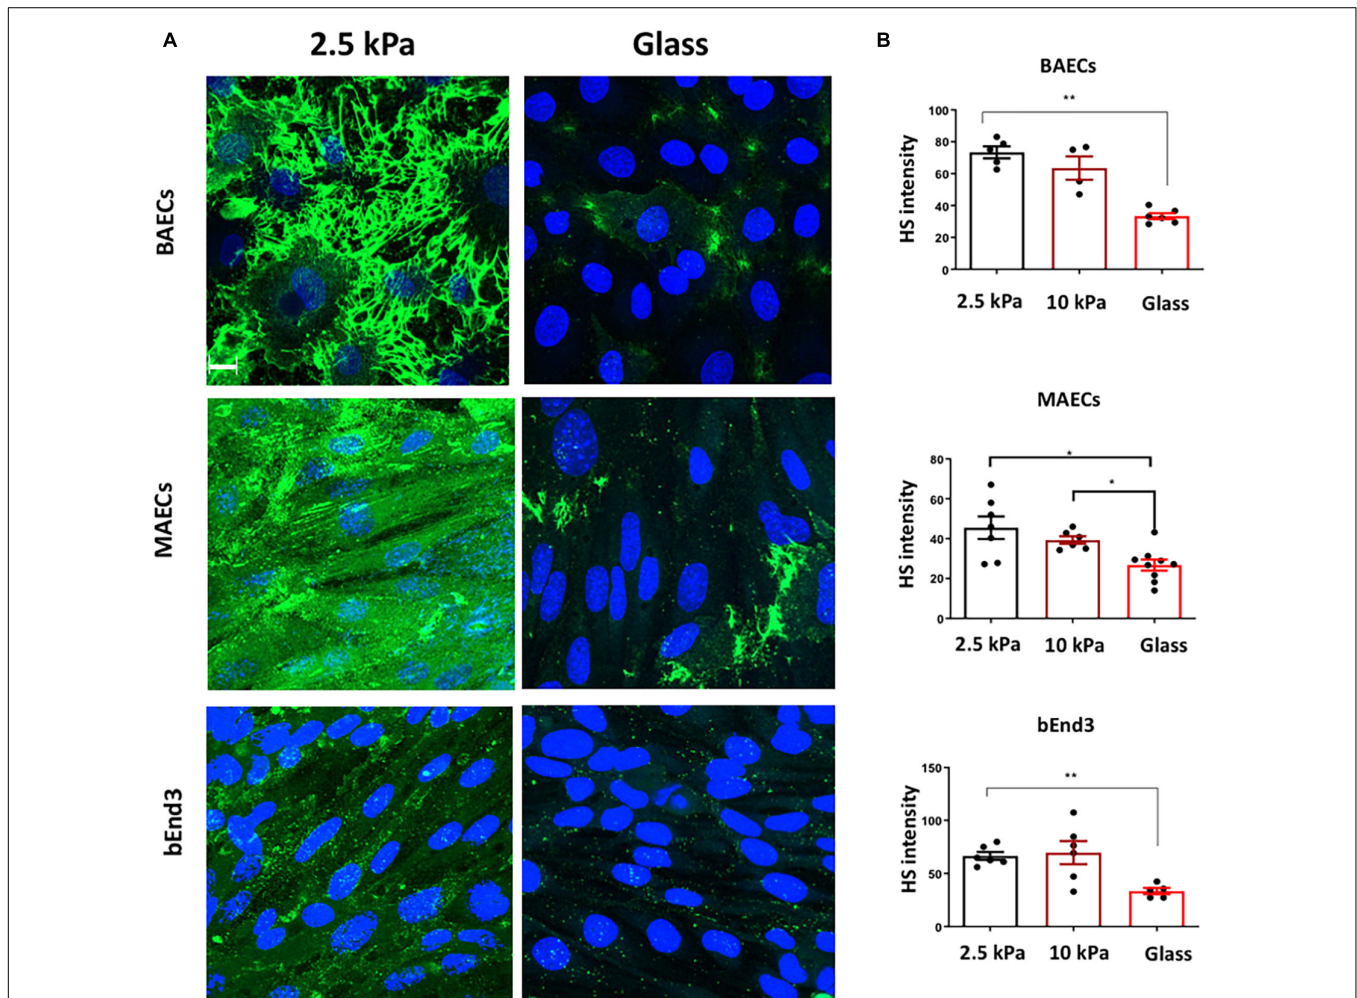 A
2.5 kPa
Glass
BAECs
MAECs
bEnd3
B
BAECs
**
HS intensity
100
80
60
40
20
0
2.5 kPa
10 kPa
Glass
MAECs
*
*
HS intensity
80
60
40
20
0
2.5 kPa
10 kPa
Glass
bEnd3
**
HS intensity
150
100
50
0
2.5 kPa
10 kPa
Glass